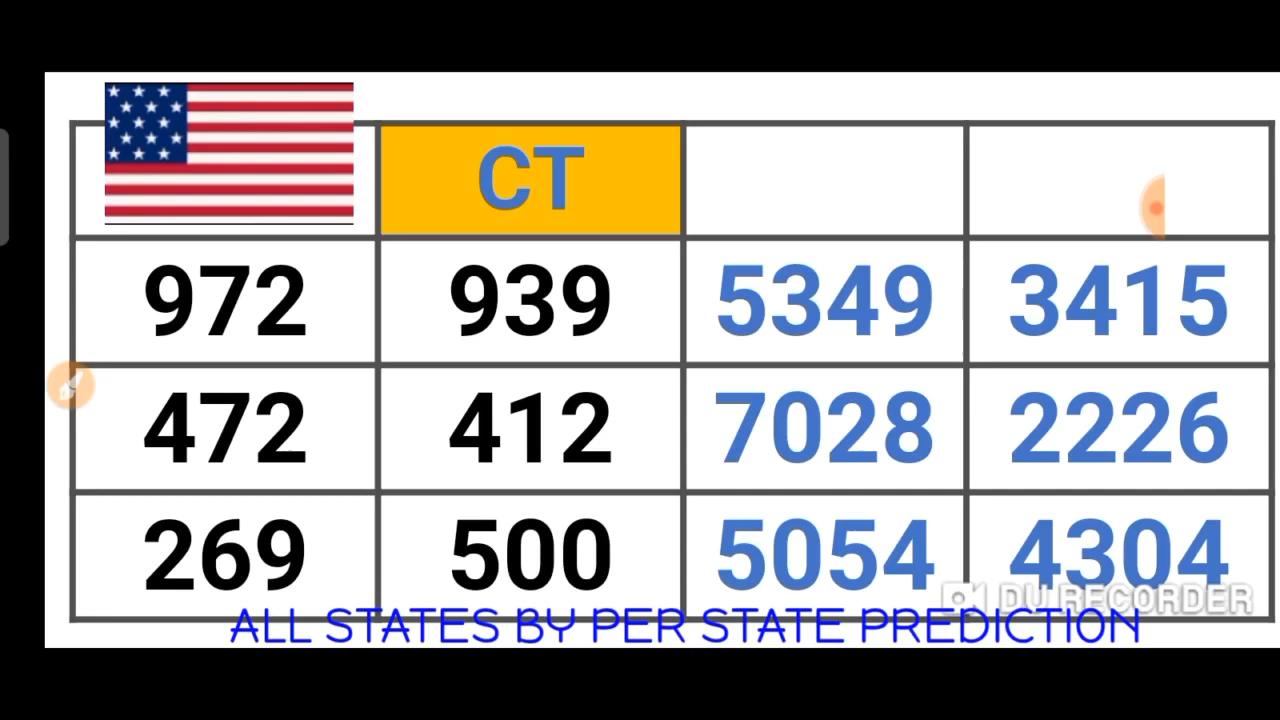 CT
972 939 5349 3415
472 412 7028 2226
269 500 5054 4304
DU RECORDER
ALL STATES BY PER STATE PREDICTION